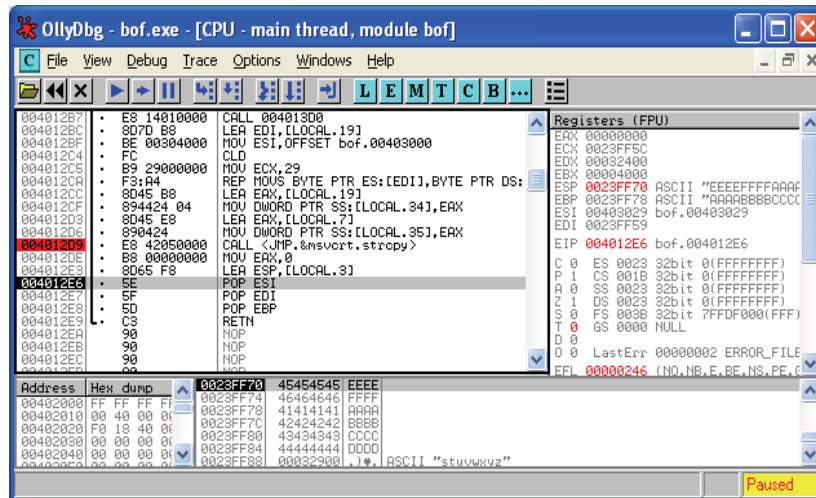 OllyDbg - bof.exe - [CPU - main thread, module bof]
C File View Debug Trace Options Windows Help
L E M T C B ...
004012B7 · E8 14010000 CALL 004013D0
004012BC · 8D7D B8 LEA EDI,[LOCAL.19]
004012BF · BE 00304000 MOV ESI,OFFSET bof.00403000
004012C4 · FC CLD
004012C5 · B9 29000000 MOV ECX,29
004012CA · F3:A4 REP MOVS BYTE PTR ES:[EDI],BYTE PTR DS:
004012CC · 8D45 B8 LEA EAX,[LOCAL.19]
004012CF · 894424 04 MOV DWORD PTR SS:[LOCAL.34],EAX
004012D3 · 8D45 E8 LEA EAX,[LOCAL.7]
004012D6 · 890424 MOV DWORD PTR SS:[LOCAL.35],EAX
004012D9 · E8 42050000 CALL <JMP.&msvcrt.strcpy>
004012DE · B8 00000000 MOV EAX,0
004012E3 · 8D65 F8 LEA ESP,[LOCAL.3]
004012E6 · 5E POP ESI
004012E7 · 5F POP EDI
004012E8 · 5D POP EBP
004012E9 · C3 RETN
004012EA 90 NOP
004012EB 90 NOP
004012EC 90 NOP
Registers (FPU)
EAX 00000000
ECX 0023FF5C
EDX 00032400
EBX 00004000
ESP 0023FF70 ASCII "EEEEFFFFAAAA
EBP 0023FF78 ASCII "AAAABBBBCCCC
ESI 00403029 bof.00403029
EDI 0023FF59
EIP 004012E6 bof.004012E6
C 0 ES 0023 32bit 0(FFFFFFFF)
P 1 CS 001B 32bit 0(FFFFFFFF)
A 0 SS 0023 32bit 0(FFFFFFFF)
Z 1 DS 0023 32bit 0(FFFFFFFF)
S 0 FS 003B 32bit 7FFDF000(FFF)
T 0 GS 0000 NULL
D 0
O 0 LastErr 00000002 ERROR_FILE
EFL 00000246 (NO,NB,E,BE,NS,PE,
Address Hex dump
00402000 FF FF FF F
00402010 00 40 00 0
00402020 F0 18 40 0
00402030 00 00 00 0
00402040 00 00 00 0
0023FF70 45454545 EEEE
0023FF74 46464646 FFFF
0023FF78 41414141 AAAA
0023FF7C 42424242 BBBB
0023FF80 43434343 CCCC
0023FF84 44444444 DDDD
0023FF88 00032900 ASCII "stuvwxyz"
Paused